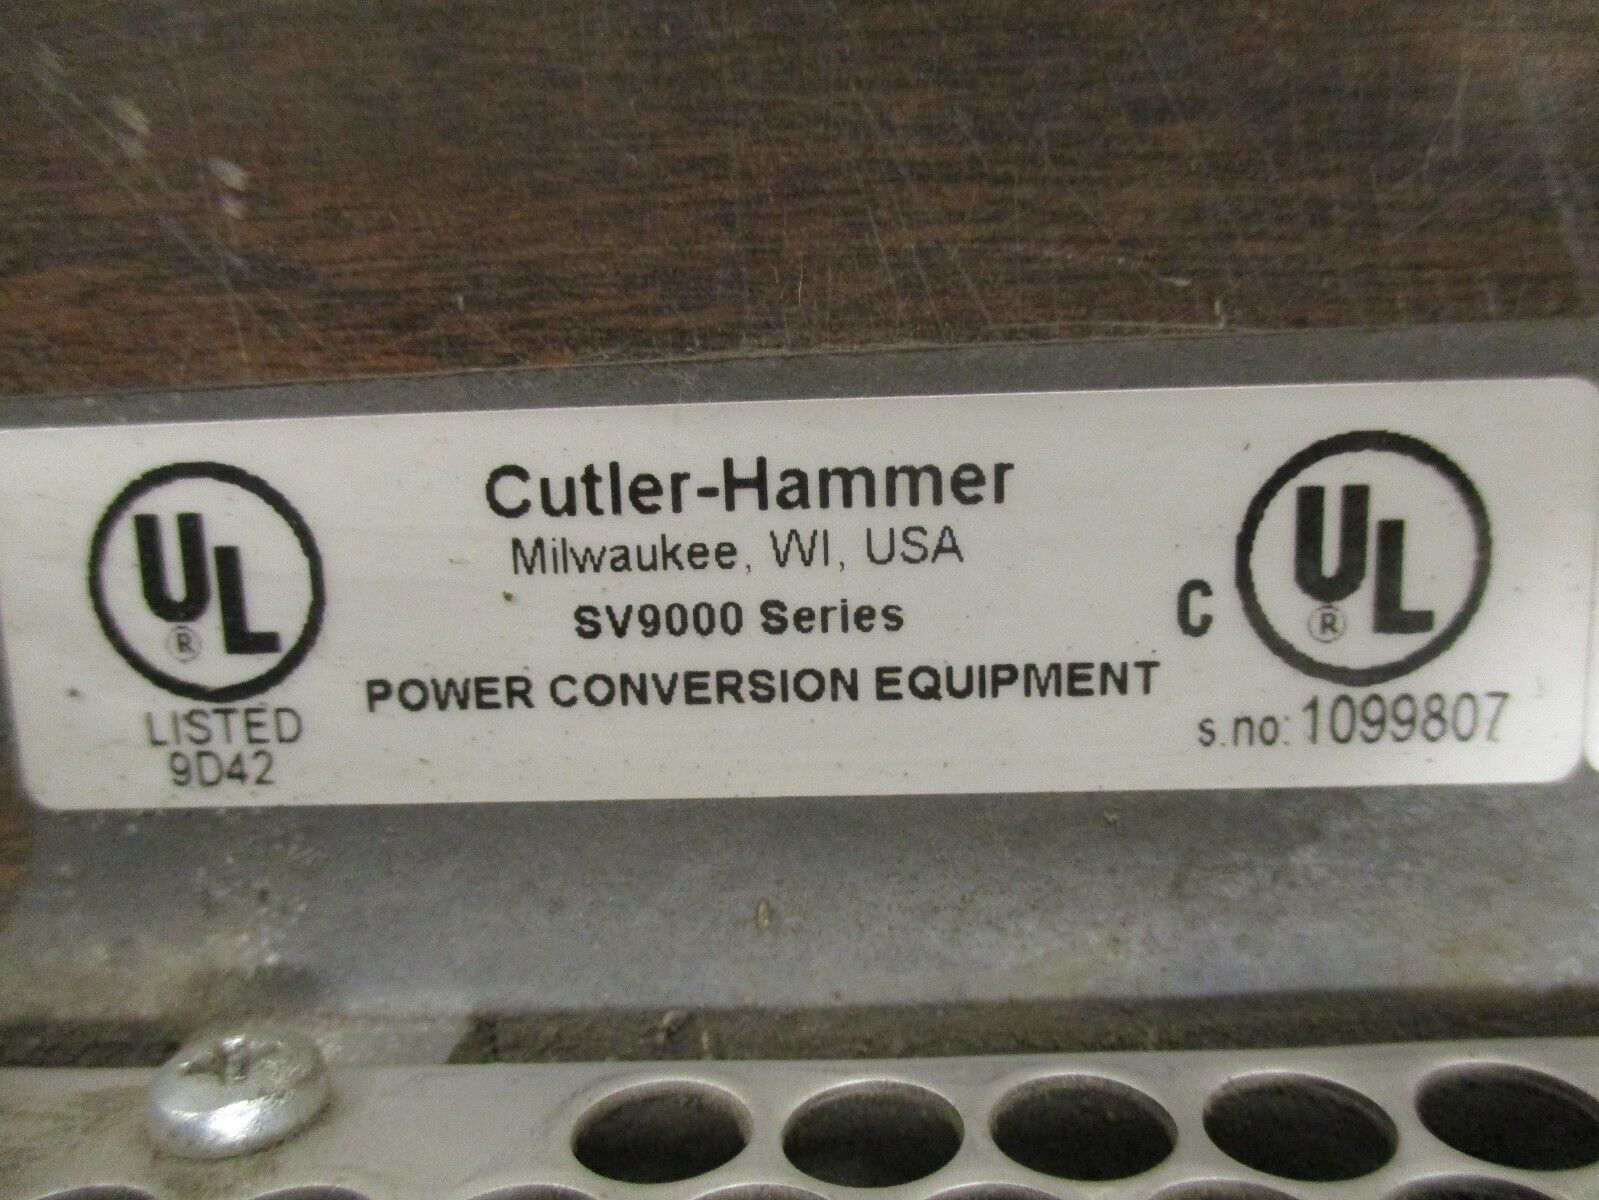 UL
®
LISTED
9D42
Cutler-Hammer
Milwaukee, WI, USA
SV9000 Series
POWER CONVERSION EQUIPMENT
C UL
®
s.no: 1099807